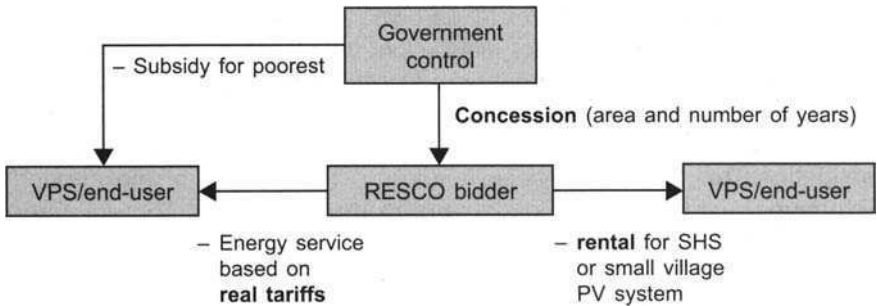 Government
control
– Subsidy for poorest
Concession (area and number of years)
VPS/end-user
RESCO bidder
VPS/end-user
– Energy service
based on
real tariffs
– rental for SHS
or small village
PV system